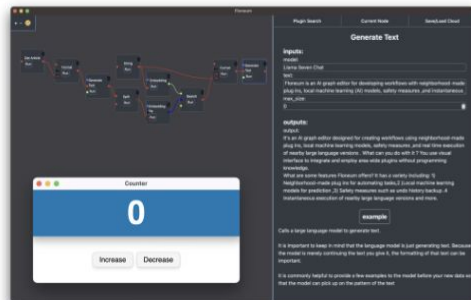 Floneum
Plugin Search
Current Node
Save/Load Cloud
Generate Text
inputs:
model:
Llama Seven Chat
text:
Floneum is an AI graph editor for developing workflows with neighborhood-made
plug ins, local machine learning (AI) models, safety measures ,and instantaneous
max_size:
0
outputs:
output:
It's an AI graph editor designed for creating workflows using neighborhood-made
plug ins, local machine learning models, safety measures ,and real time execution
of nearby large language versions . What can you do with it ? You use visual
interface to integrate and employ area-wide plugins without programming
knowledge.
What are some features Floneum offers? It has a variety including: 1)
Neighborhood-made plug ins for automating tasks,2 )Local machine learning
models for prediction ,3) Safety measures such as undo history backup .4
Instantaneous execution of nearby large language versions and more.
example
Calls a large language model to generate text.
It is important to keep in mind that the language model is just generating text. Because
the model is merely continuing the text you give it, the formatting of that text can be
important.
It is commonly helpful to provide a few examples to the model before your new data so
that the model can pick up on the pattern of the text
Search
Counter
0
Increase
Decrease